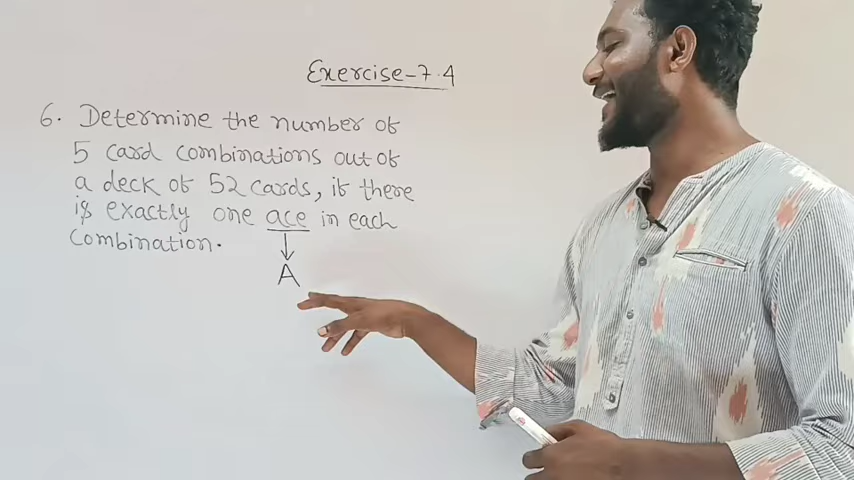 Exercise-7.4
6. Determine the number of
5 card combinations out of
a deck of 52 cards, if there
is exactly one ace in each
combination.
A